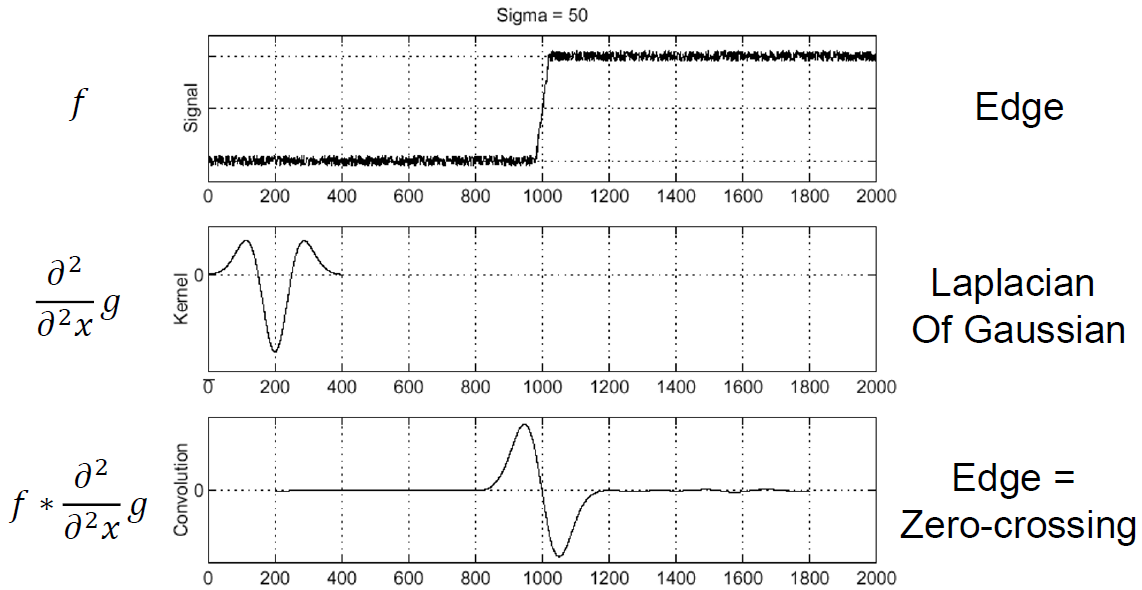 Sigma = 50
f
Signal
Edge
0 200 400 600 800 1000 1200 1400 1600 1800 2000
∂²/∂²x g
Kernel
0
Laplacian
Of Gaussian
0 200 400 600 800 1000 1200 1400 1600 1800 2000
f ∗ ∂²/∂²x g
Convolution
0
Edge =
Zero-crossing
0 200 400 600 800 1000 1200 1400 1600 1800 2000